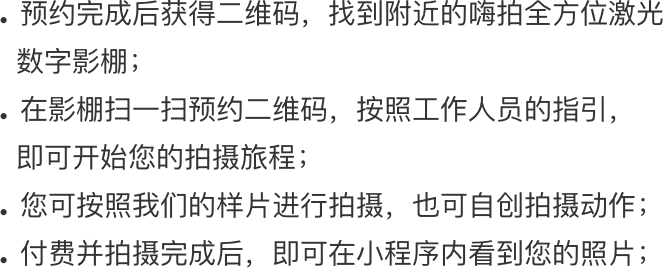 • 预约完成后获得二维码，找到附近的嗨拍全方位激光
数字影棚；
• 在影棚扫一扫预约二维码，按照工作人员的指引，
即可开始您的拍摄旅程；
• 您可按照我们的样片进行拍摄，也可自创拍摄动作；
• 付费并拍摄完成后，即可在小程序内看到您的照片；